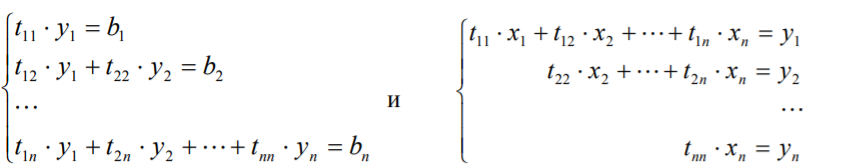 t₁₁ · y₁ = b₁
t₁₂ · y₁ + t₂₂ · y₂ = b₂
...
t₁ₙ · y₁ + t₂ₙ · y₂ + ⋯ + tₙₙ · yₙ = bₙ
и
t₁₁ · x₁ + t₁₂ · x₂ + ⋯ + t₁ₙ · xₙ = y₁
t₂₂ · x₂ + ⋯ + t₂ₙ · xₙ = y₂
...
tₙₙ · xₙ = yₙ